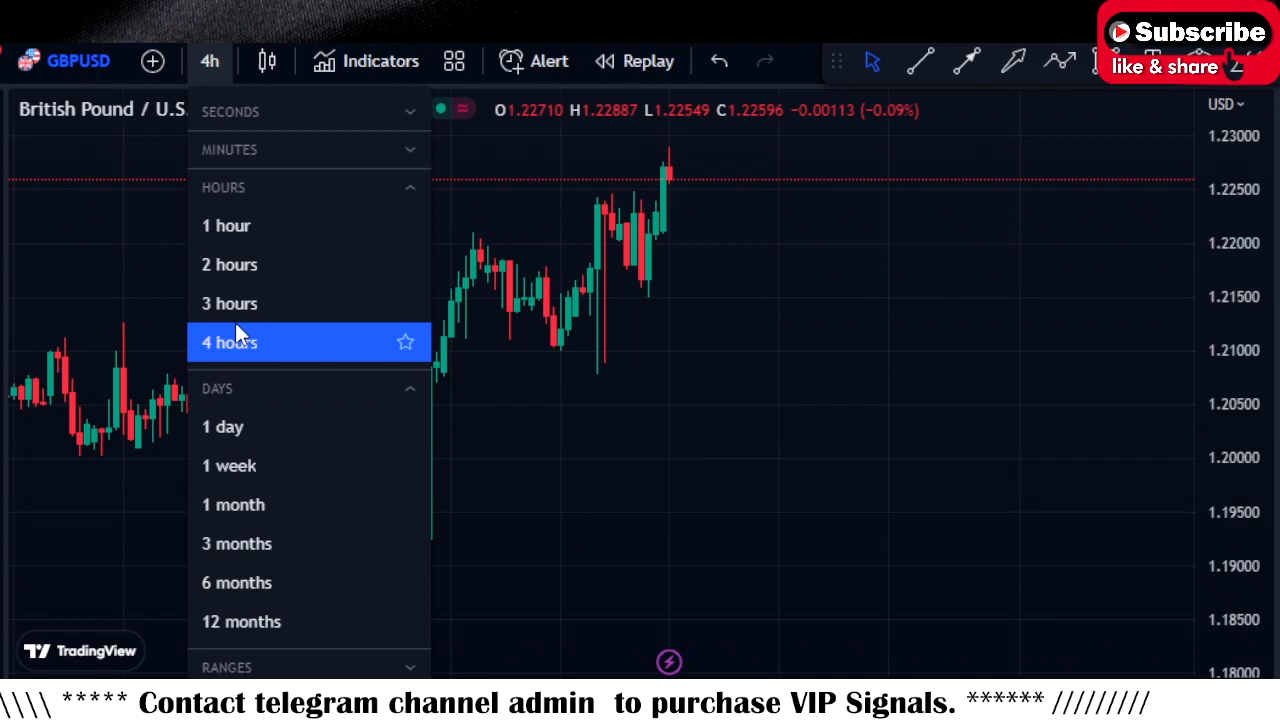 Subscribe
like & share
GBPUSD
4h
Indicators
Alert
Replay
British Pound / U.S.
O1.22710 H1.22887 L1.22549 C1.22596 −0.00113 (−0.09%)
USD
SECONDS
MINUTES
HOURS
1 hour
2 hours
3 hours
4 hours
DAYS
1 day
1 week
1 month
3 months
6 months
12 months
RANGES
1.23000
1.22500
1.22000
1.21500
1.21000
1.20500
1.20000
1.19500
1.19000
1.18500
1.18000
TradingView
\\\\ ***** Contact telegram channel admin to purchase VIP Signals. ****** /////////